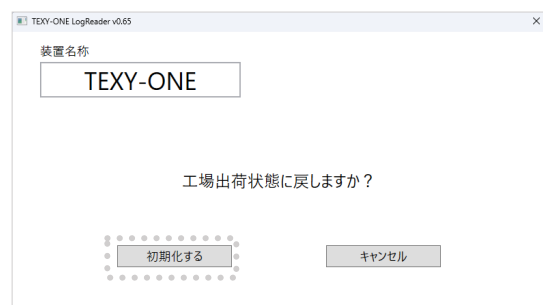 TEXY-ONE LogReader v0.65
装置名称
TEXY-ONE
工場出荷状態に戻しますか？
初期化する
キャンセル